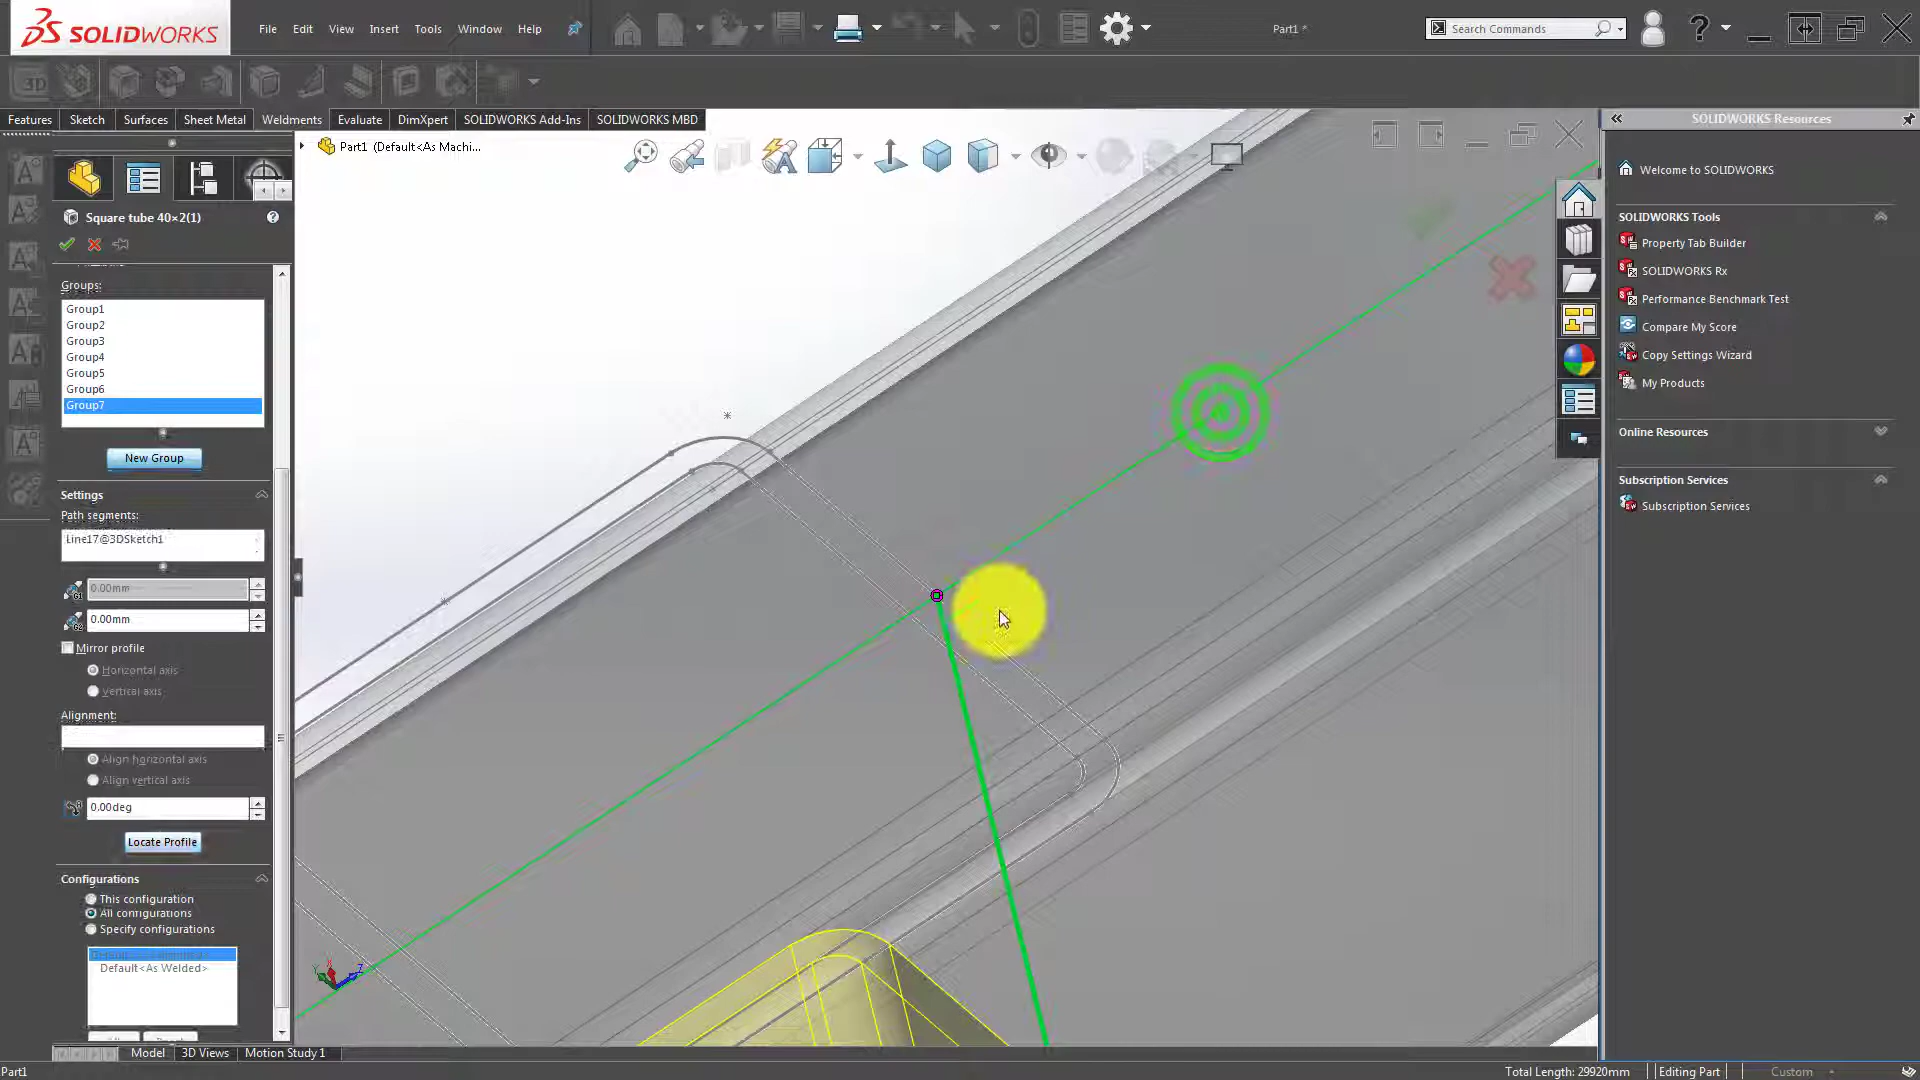 SOLIDWORKS
File Edit View Insert Tools Window Help
Part1 *
Search Commands
Features Sketch Surfaces Sheet Metal Weldments Evaluate DimXpert SOLIDWORKS Add-Ins SOLIDWORKS MBD
Part1 (Default<As Machi...
Square tube 40×2(1)
Groups:
Group1
Group2
Group3
Group4
Group5
Group6
Group7
New Group
Settings
Path segments:
Line17@3DSketch1
0.00mm
0.00mm
Mirror profile
Horizontal axis
Vertical axis
Alignment:
Align horizontal axis
Align vertical axis
0.00deg
Locate Profile
Configurations
This configuration
All configurations
Specify configurations
Default<As Welded>
Model 3D Views Motion Study 1
Part1
Total Length: 29920mm Editing Part Custom
SOLIDWORKS Resources
Welcome to SOLIDWORKS
SOLIDWORKS Tools
Property Tab Builder
SOLIDWORKS Rx
Performance Benchmark Test
Compare My Score
Copy Settings Wizard
My Products
Online Resources
Subscription Services
Subscription Services